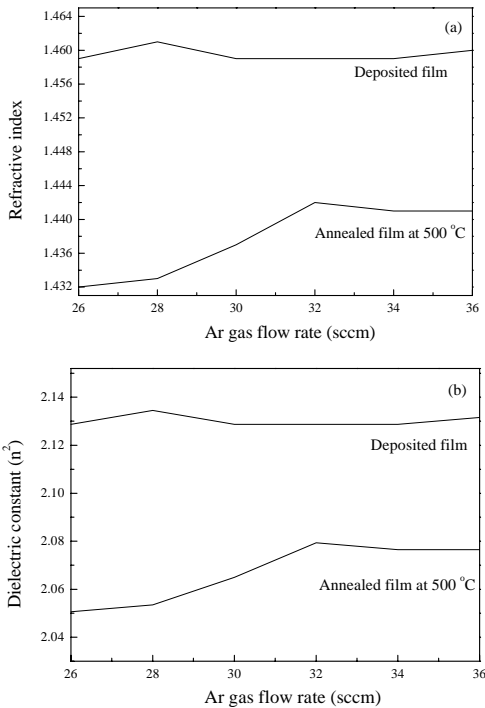 (a)
1.464
1.460
1.456
1.452
1.448
1.444
1.440
1.436
1.432
Refractive index
Deposited film
Annealed film at 500 °C
26 28 30 32 34 36
Ar gas flow rate (sccm)
(b)
2.14
2.12
2.10
2.08
2.06
2.04
Dielectric constant (n²)
Deposited film
Annealed film at 500 °C
26 28 30 32 34 36
Ar gas flow rate (sccm)